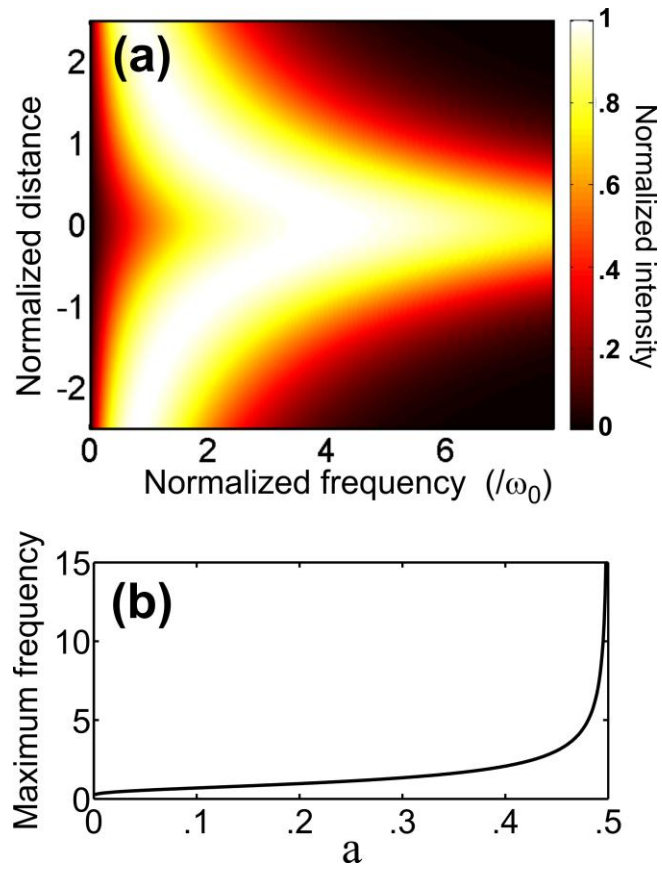 (a)
Normalized distance
2
1
0
-1
-2
0 2 4 6
Normalized frequency (/ω₀)
1
.8
.6
.4
.2
0
Normalized intensity
(b)
Maximum frequency
15
10
5
0
0 .1 .2 .3 .4 .5
a